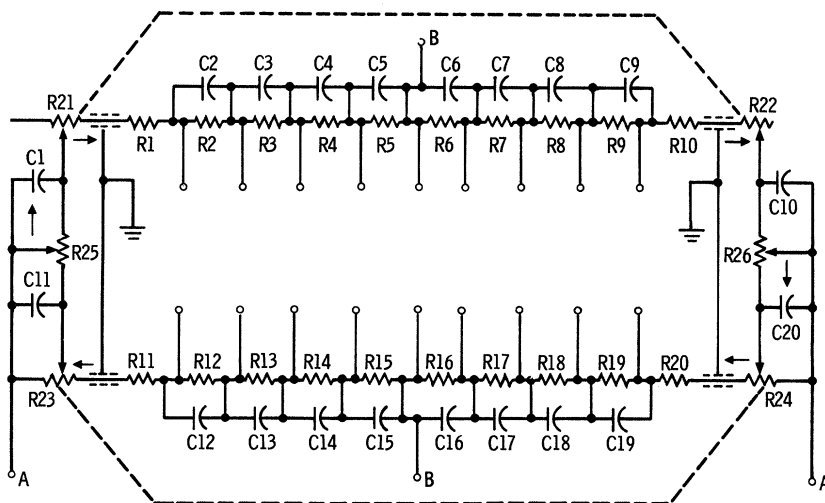 B
C2 C3 C4 C5 C6 C7 C8 C9
R21 R22
R1 R2 R3 R4 R5 R6 R7 R8 R9 R10
C1 C10
R25 R26
C11 C20
R11 R12 R13 R14 R15 R16 R17 R18 R19 R20
R23 R24
C12 C13 C14 C15 C16 C17 C18 C19
A B A